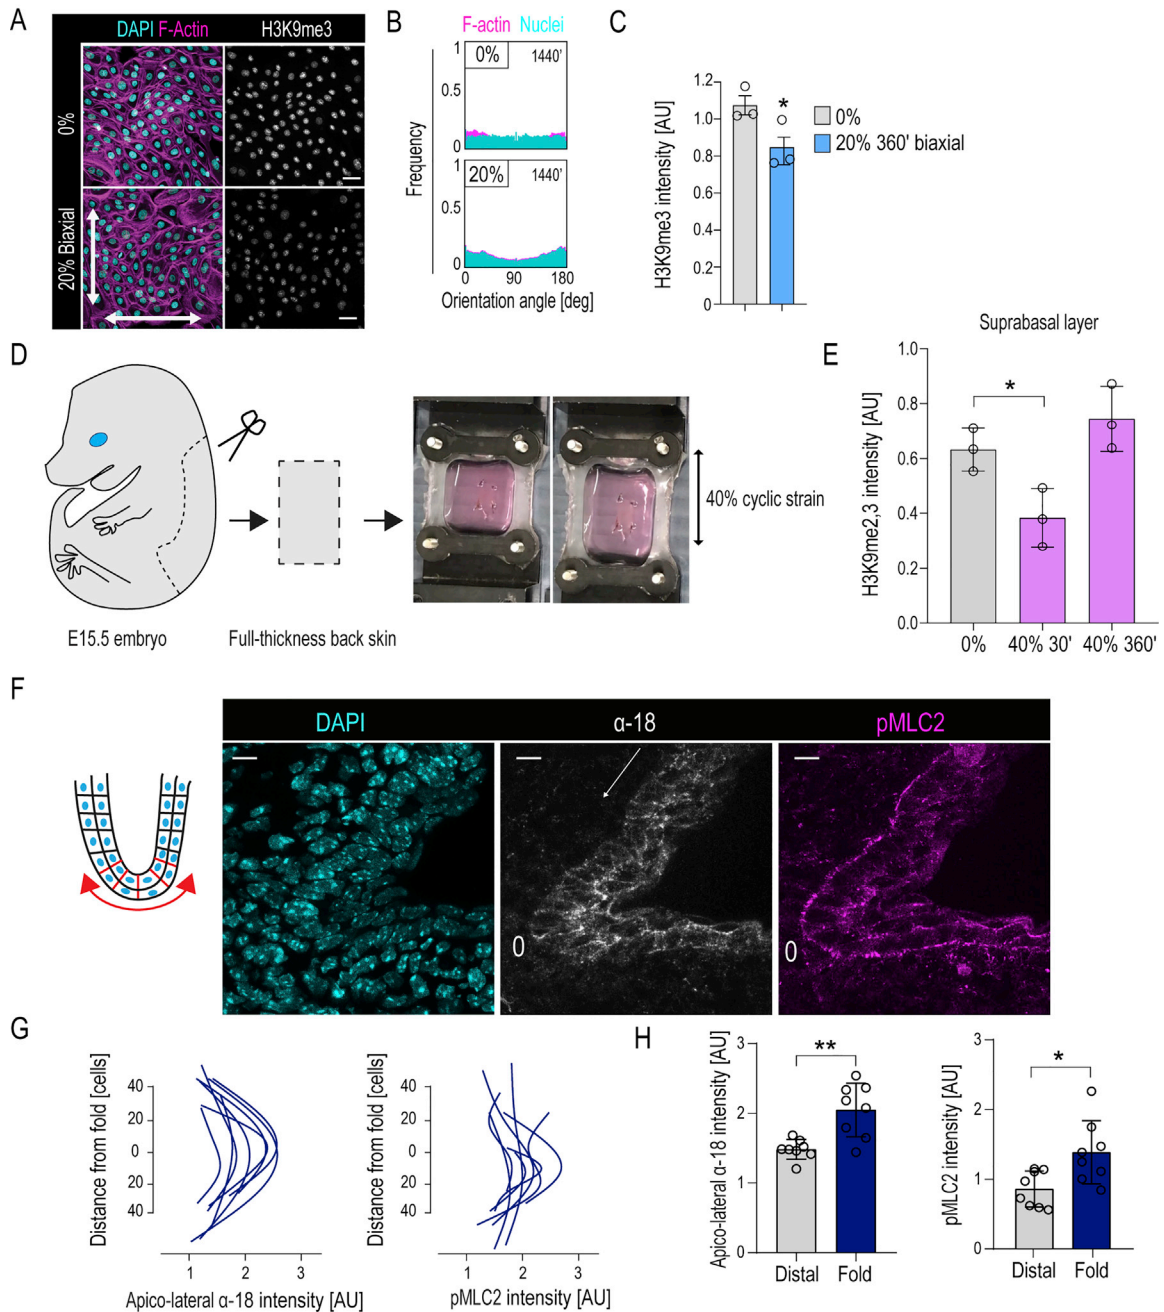 A
DAPI F-Actin
H3K9me3
0%
20% Biaxial
B
F-actin Nuclei
1
0%
1440'
0.5
0
1
20%
1440'
0.5
0
Frequency
0 90 180
Orientation angle [deg]
C
1.2
1.0
0.8
0.6
0.4
0.2
0
H3K9me3 intensity [AU]
*
0%
20% 360' biaxial
D
E15.5 embryo
Full-thickness back skin
40% cyclic strain
E
Suprabasal layer
1.0
0.8
0.6
0.4
0.2
0.0
H3K9me2,3 intensity [AU]
*
0% 40% 30' 40% 360'
F
DAPI
α-18
pMLC2
0
0
G
Distance from fold [cells]
40
20
0
20
40
1 2 3
Apico-lateral α-18 intensity [AU]
Distance from fold [cells]
40
20
0
20
40
1 2 3
pMLC2 intensity [AU]
H
Apico-lateral α-18 intensity [AU]
3
2
1
0
**
Distal Fold
pMLC2 intensity [AU]
3
2
1
0
*
Distal Fold